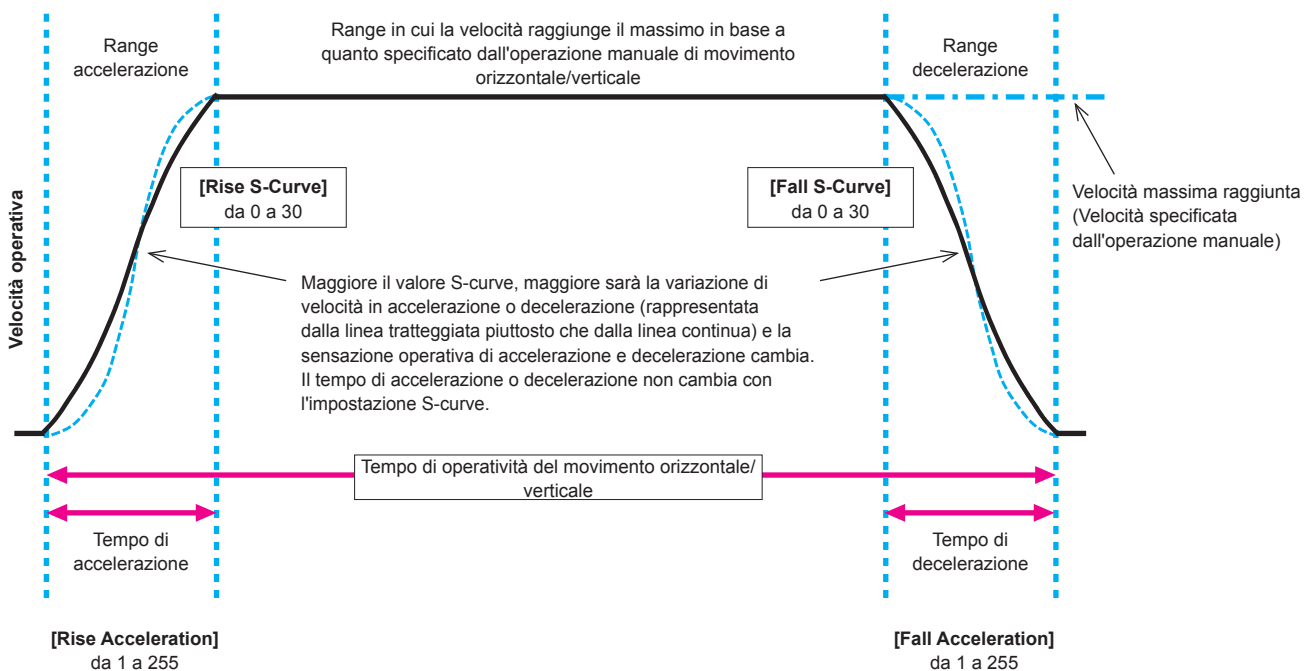 Range
accelerazione
Range in cui la velocità raggiunge il massimo in base a
quanto specificato dall'operazione manuale di movimento
orizzontale/verticale
Range
decelerazione
Velocità operativa
[Rise S-Curve]
da 0 a 30
[Fall S-Curve]
da 0 a 30
Velocità massima raggiunta
(Velocità specificata
dall'operazione manuale)
Maggiore il valore S-curve, maggiore sarà la variazione di
velocità in accelerazione o decelerazione (rappresentata
dalla linea tratteggiata piuttosto che dalla linea continua) e la
sensazione operativa di accelerazione e decelerazione cambia.
Il tempo di accelerazione o decelerazione non cambia con
l'impostazione S-curve.
Tempo di operatività del movimento orizzontale/
verticale
Tempo di
accelerazione
Tempo di
decelerazione
[Rise Acceleration]
da 1 a 255
[Fall Acceleration]
da 1 a 255